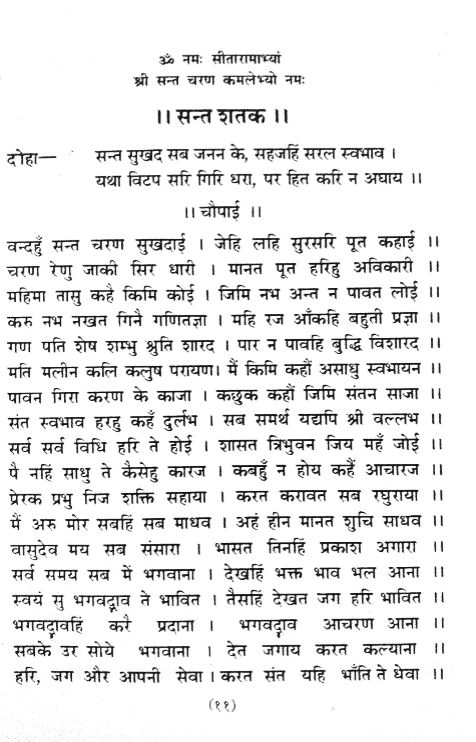 ॐ नमः सीतारामाभ्यां
श्री सन्त चरण कमलेभ्यो नमः
।। सन्त शतक ।।
दोहा— सन्त सुखद सब जनन के, सहजहिं सरल स्वभाव ।
यथा विटप सरि गिरि धरा, पर हित करि न अघाय ।।
।। चौपाई ।।
वन्दहुँ सन्त चरण सुखदाई । जेहि लहि सुरसरि पूत कहाई ।।
चरण रेणु जाकी सिर धारी । मानत पूत हरिहु अविकारी ।।
महिमा तासु कहै किमि कोई । जिमि नभ अन्त न पावत लोई ।।
करु नभ नखत गिनै गणितज्ञा । महि रज आँकहि बहुती प्रज्ञा ।।
गण पति शेष शम्भु श्रुति शारद । पार न पावहि बुद्धि विशारद ।।
मति मलीन कलि कलुष परायण। मैं किमि कहौं असाधु स्वभायन ।।
पावन गिरा करण के काजा । कछुक कहौं जिमि संतन साजा ।।
संत स्वभाव हरहु कहँ दुर्लभ । सब समर्थ यद्यपि श्री वल्लभ ।।
सर्व सर्व विधि हरि ते होई । शासत त्रिभुवन जिय महँ जोई ।।
पै नहिं साधु ते कैसेहु कारज । कबहुँ न होय कहैं आचारज ।।
प्रेरक प्रभु निज शक्ति सहाया । करत करावत सब रघुराया ।।
मैं अरु मोर सबहिं सब माधव । अहं हीन मानत शुचि साधव ।।
वासुदेव मय सब संसारा । भासत तिनहिं प्रकाश अगारा ।।
सर्व समय सब में भगवाना । देखहिं भक्त भाव भल आना ।।
स्वयं सु भगवद्भाव ते भावित । तैसहिं देखत जग हरि भावित ।।
भगवद्भावहिं करै प्रदाना । भगवद्भाव आचरण आना ।।
सबके उर सोये भगवाना । देत जगाय करत कल्याना ।।
हरि, जग और आपनी सेवा । करत संत यहि भाँति ते धेवा ।।
(११)